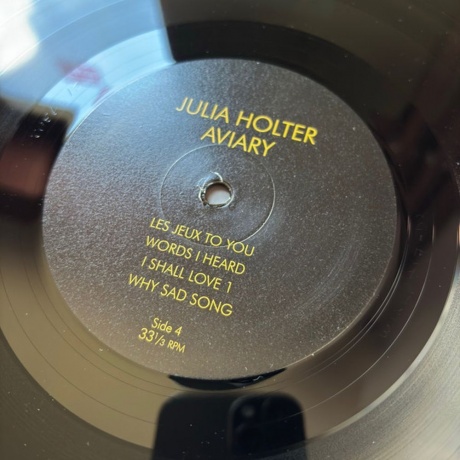 JULIA HOLTER
AVIARY
LES JEUX TO YOU
WORDS I HEARD
I SHALL LOVE 1
WHY SAD SONG
Side 4
33⅓ RPM